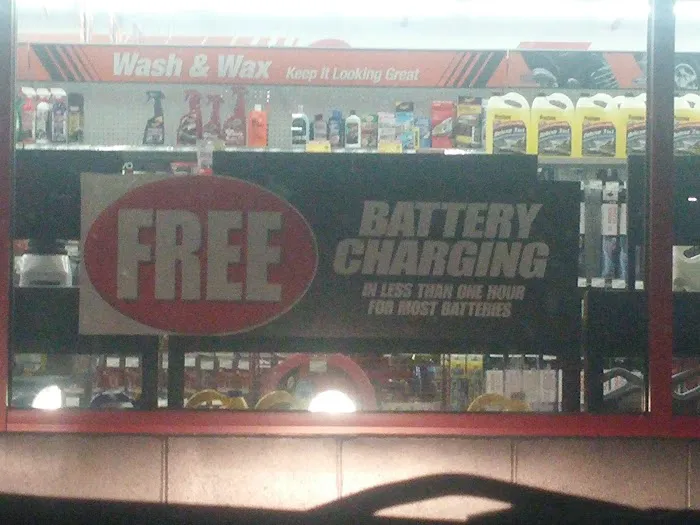 Wash & Wax Keep It Looking Great
FREE
BATTERY
CHARGING
IN LESS THAN ONE HOUR
FOR MOST BATTERIES